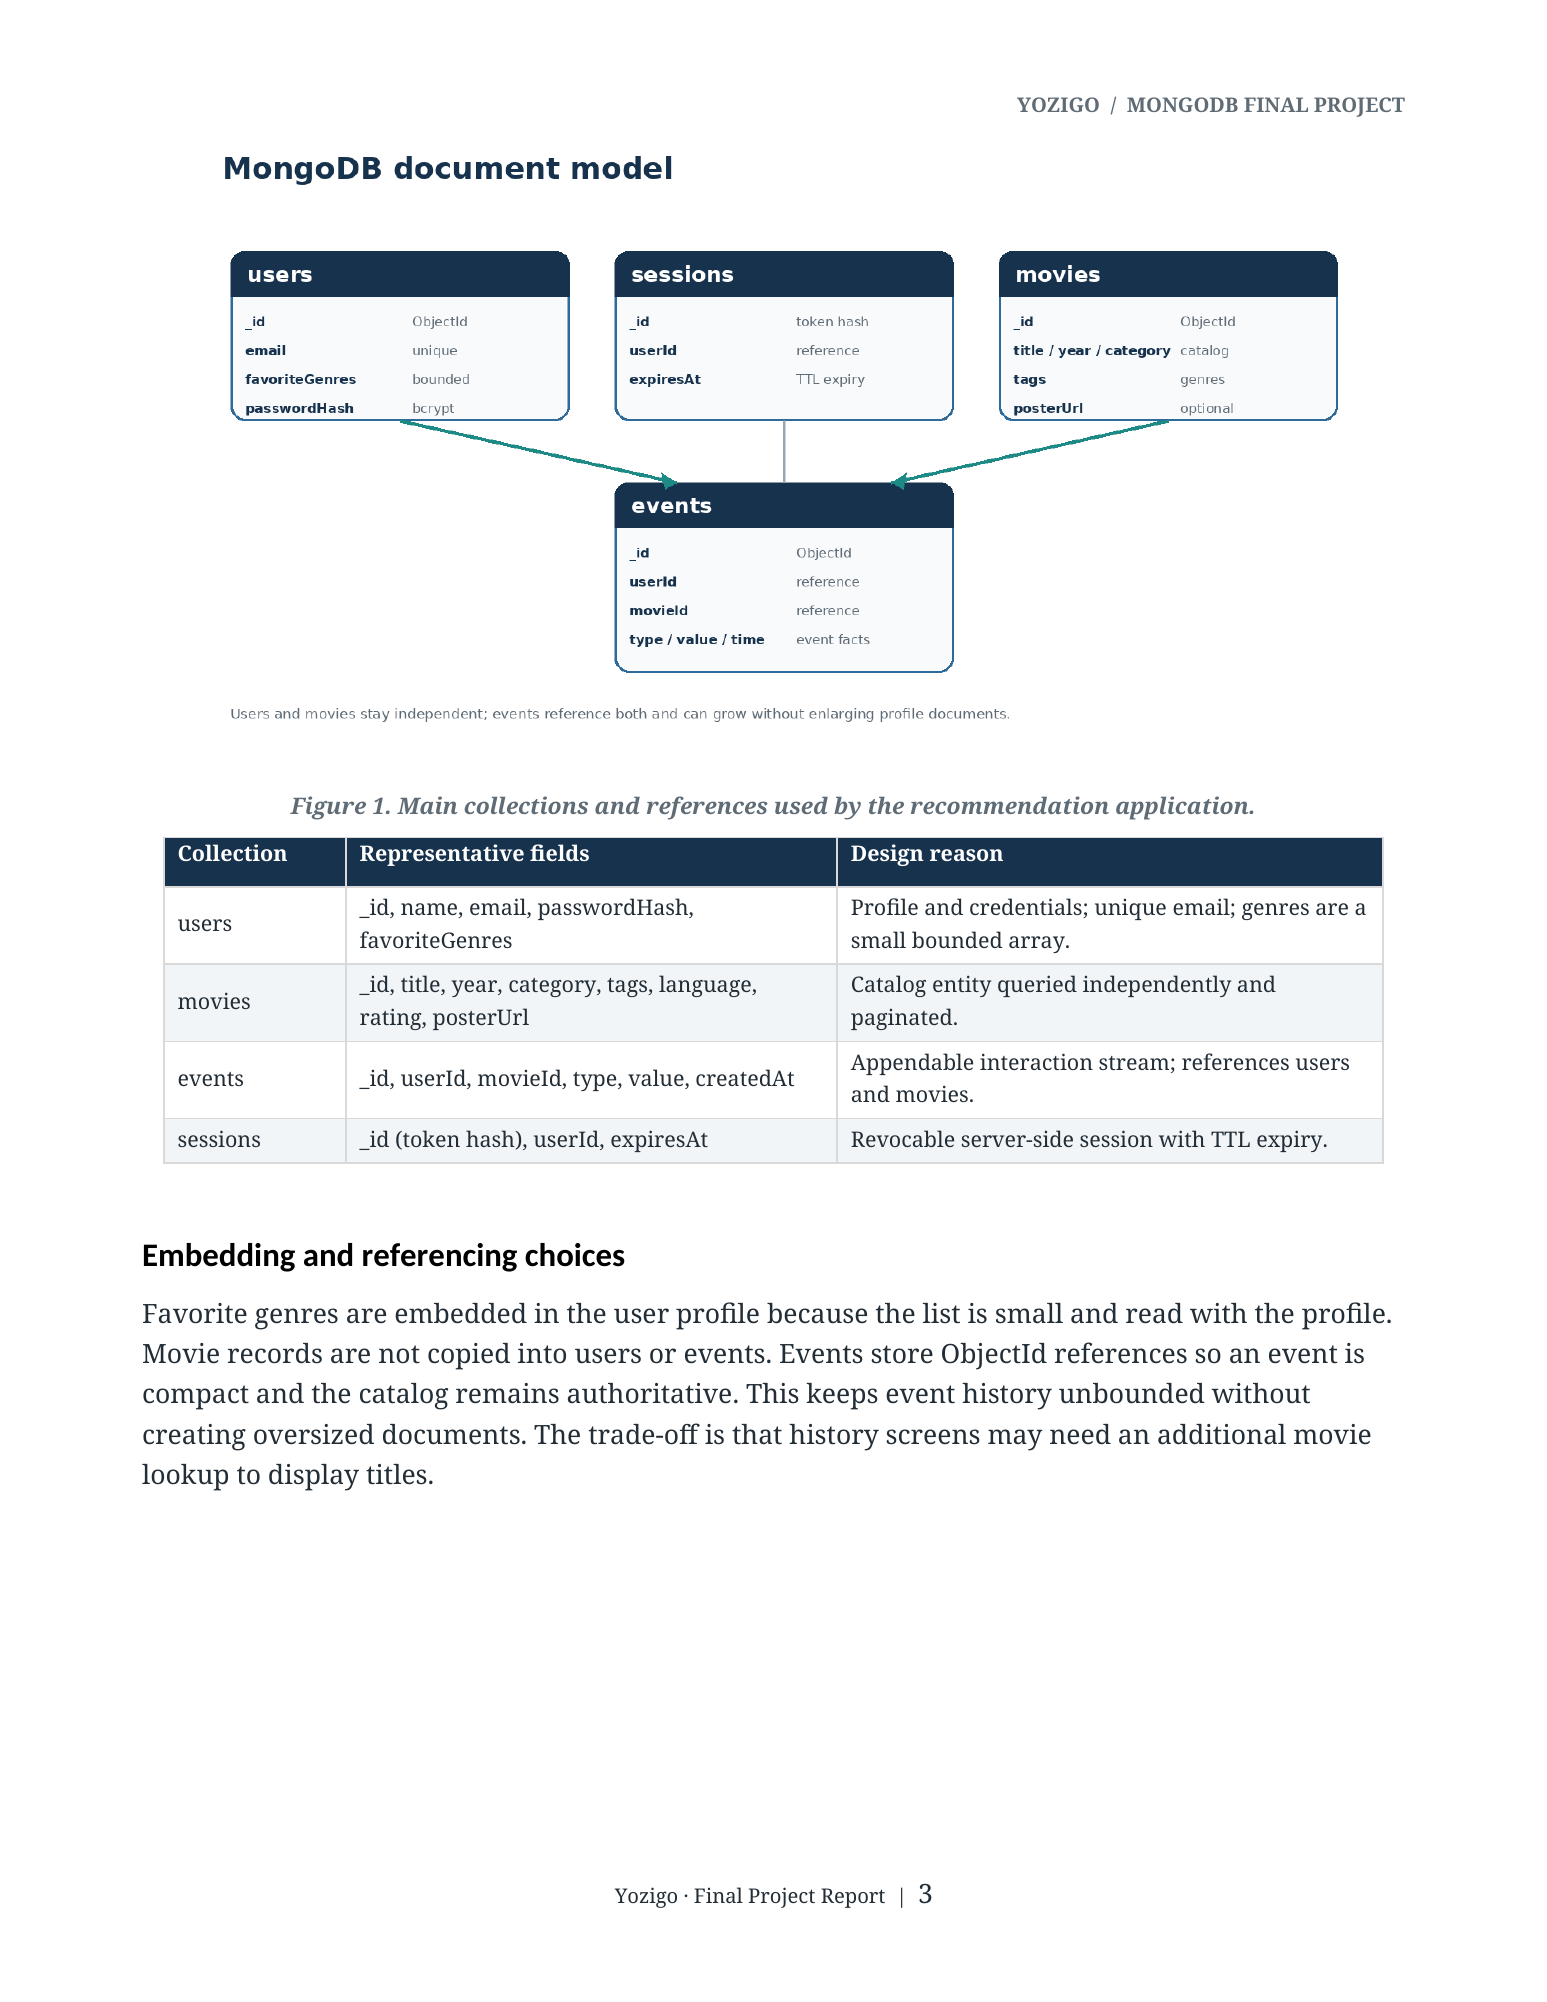 YOZIGO / MONGODB FINAL PROJECT
MongoDB document model
users
_id ObjectId
email unique
favoriteGenres bounded
passwordHash bcrypt
sessions
_id token hash
userId reference
expiresAt TTL expiry
movies
_id ObjectId
title / year / category catalog
tags genres
posterUrl optional
events
_id ObjectId
userId reference
movieId reference
type / value / time event facts
Users and movies stay independent; events reference both and can grow without enlarging profile documents.
Figure 1. Main collections and references used by the recommendation application.
Collection Representative fields Design reason
users
_id, name, email, passwordHash,
favoriteGenres
Profile and credentials; unique email; genres are a
small bounded array.
movies
_id, title, year, category, tags, language,
rating, posterUrl
Catalog entity queried independently and
paginated.
events
_id, userId, movieId, type, value, createdAt
Appendable interaction stream; references users
and movies.
sessions
_id (token hash), userId, expiresAt
Revocable server-side session with TTL expiry.
Embedding and referencing choices
Favorite genres are embedded in the user profile because the list is small and read with the profile.
Movie records are not copied into users or events. Events store ObjectId references so an event is
compact and the catalog remains authoritative. This keeps event history unbounded without
creating oversized documents. The trade-off is that history screens may need an additional movie
lookup to display titles.
Yozigo · Final Project Report | 3